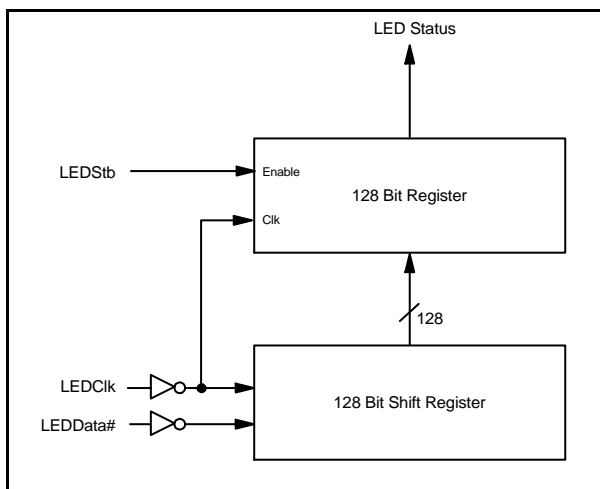 LED Status
LEDStb
Enable
128 Bit Register
Clk
128
LEDClk
128 Bit Shift Register
LEDData#